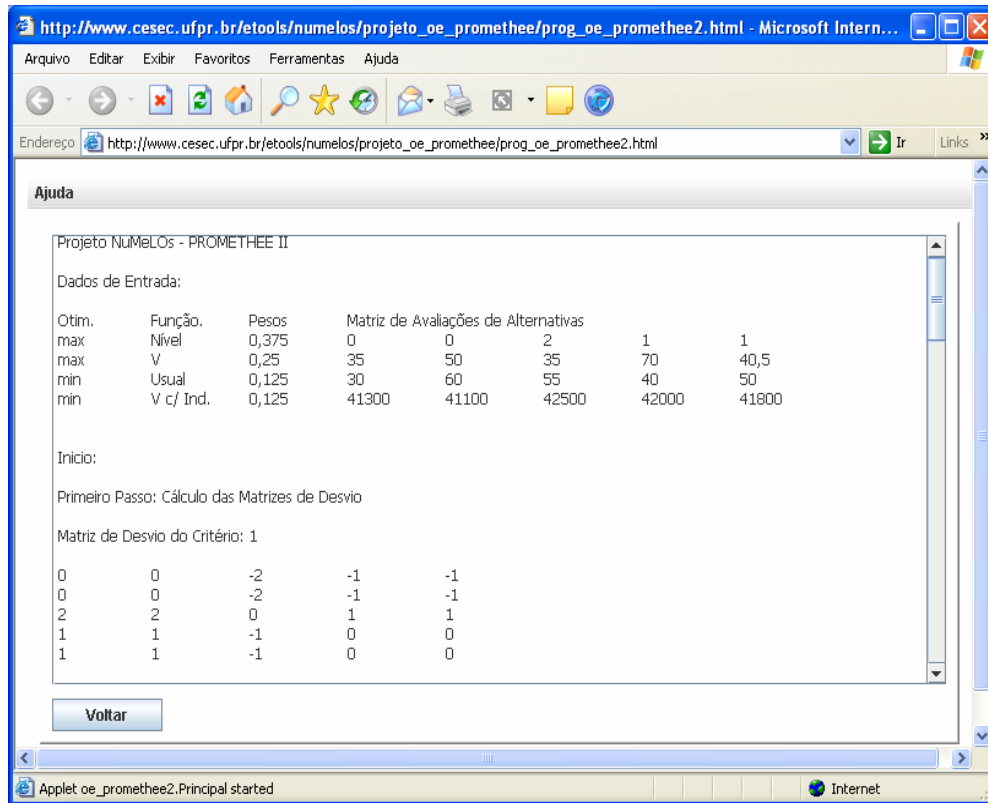 http://www.cesec.ufpr.br/etools/numelos/projeto_oe_promethee/prog_oe_promethee2.html - Microsoft Intern...
Arquivo Editar Exibir Favoritos Ferramentas Ajuda
Endereço http://www.cesec.ufpr.br/etools/numelos/projeto_oe_promethee/prog_oe_promethee2.html Ir Links »
Ajuda
Projeto NuMeLOs - PROMETHEE II
Dados de Entrada:
Otim. Função. Pesos Matriz de Avaliações de Alternativas
max Nível 0,375 0 0 2 1 1
max V 0,25 35 50 35 70 40,5
min Usual 0,125 30 60 55 40 50
min V c/ Ind. 0,125 41300 41100 42500 42000 41800
Inicio:
Primeiro Passo: Cálculo das Matrizes de Desvio
Matriz de Desvio do Critério: 1
0 0 -2 -1 -1
0 0 -2 -1 -1
2 2 0 1 1
1 1 -1 0 0
1 1 -1 0 0
Voltar
Applet oe_promethee2.Principal started Internet